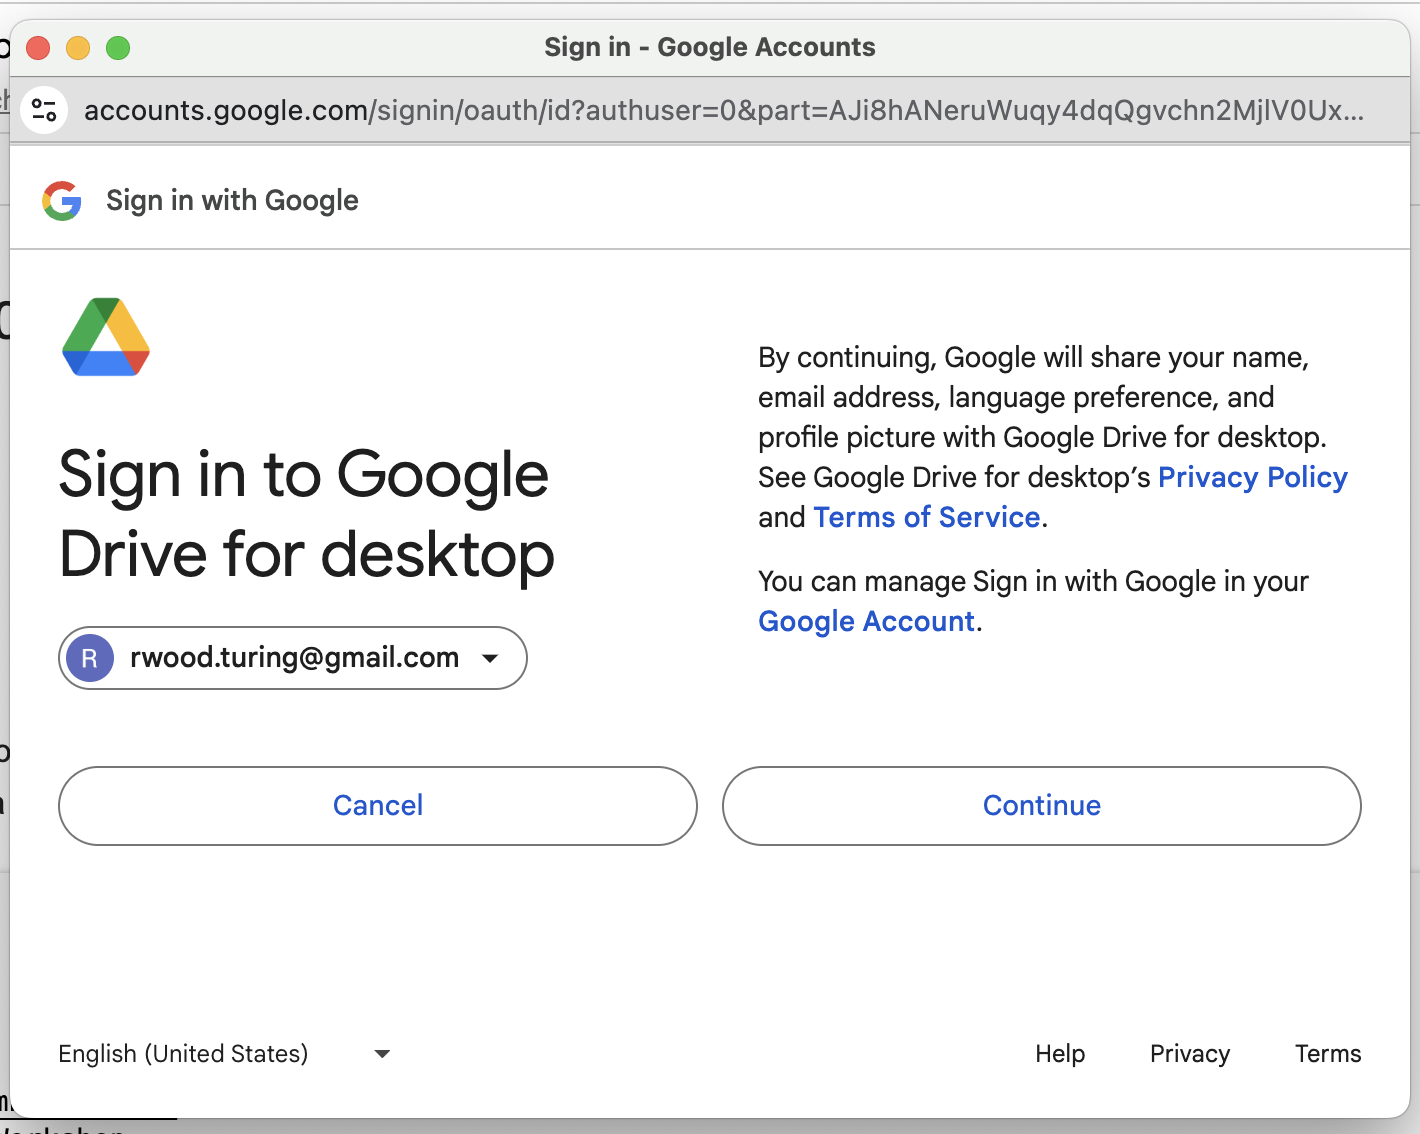 Sign in - Google Accounts
accounts.google.com/signin/oauth/id?authuser=0&part=AJi8hANeruWuqy4dqQgvchn2MjlV0Ux...
Sign in with Google
Sign in to Google
Drive for desktop
R rwood.turing@gmail.com
By continuing, Google will share your name,
email address, language preference, and
profile picture with Google Drive for desktop.
See Google Drive for desktop’s Privacy Policy
and Terms of Service.
You can manage Sign in with Google in your
Google Account.
Cancel
Continue
English (United States)
Help Privacy Terms